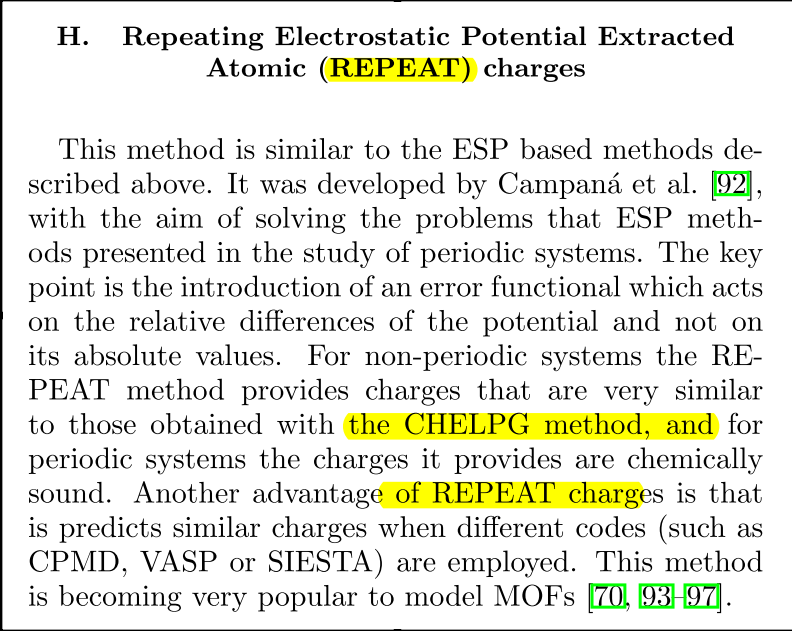 H. Repeating Electrostatic Potential Extracted
Atomic (REPEAT) charges
This method is similar to the ESP based methods de-
scribed above. It was developed by Campaná et al. [92],
with the aim of solving the problems that ESP meth-
ods presented in the study of periodic systems. The key
point is the introduction of an error functional which acts
on the relative differences of the potential and not on
its absolute values. For non-periodic systems the RE-
PEAT method provides charges that are very similar
to those obtained with the CHELPG method, and for
periodic systems the charges it provides are chemically
sound. Another advantage of REPEAT charges is that
is predicts similar charges when different codes (such as
CPMD, VASP or SIESTA) are employed. This method
is becoming very popular to model MOFs [70, 93–97].